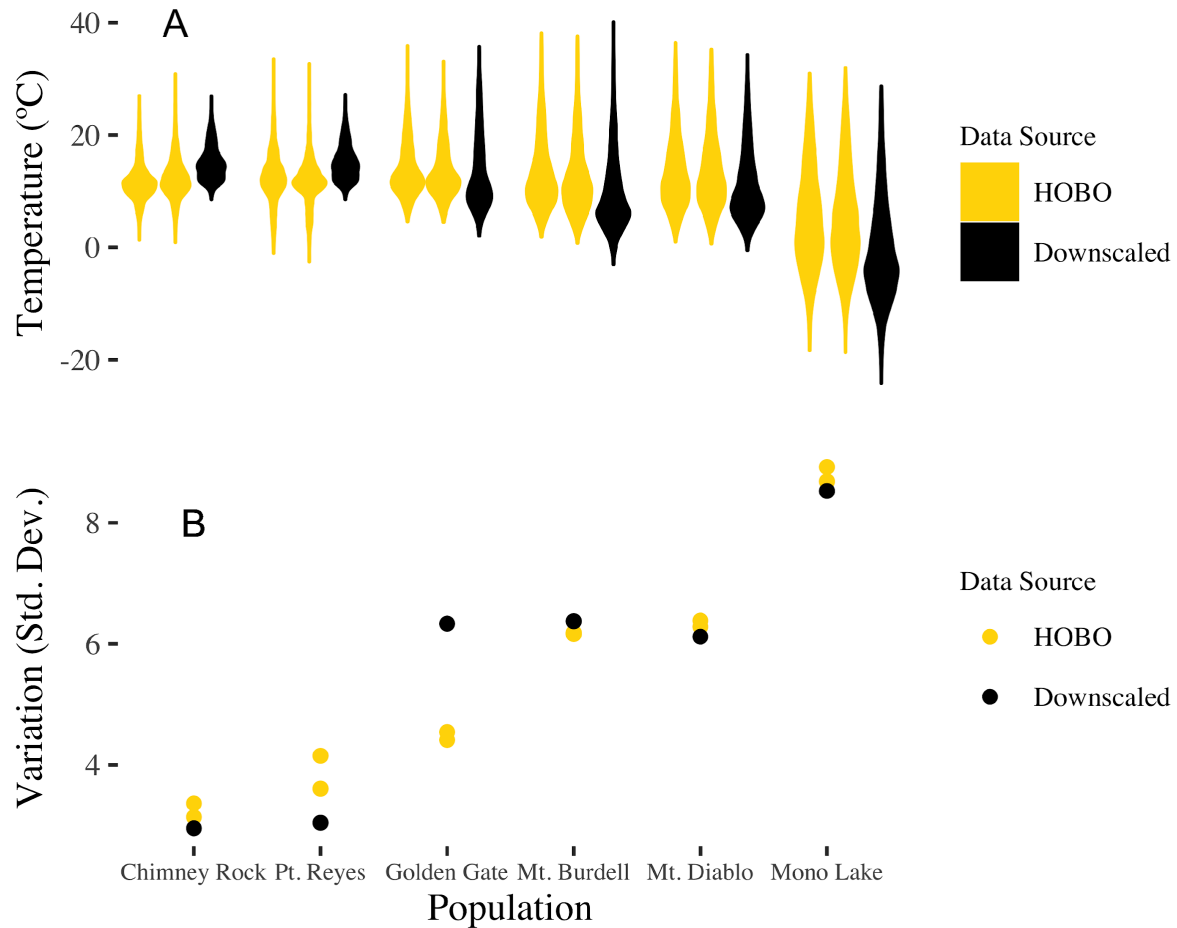 A
40
20
0
-20
Temperature (ºC)
Data Source
HOBO
Downscaled
B
8
6
4
Variation (Std. Dev.)
Data Source
HOBO
Downscaled
Chimney Rock Pt. Reyes Golden Gate Mt. Burdell Mt. Diablo Mono Lake
Population